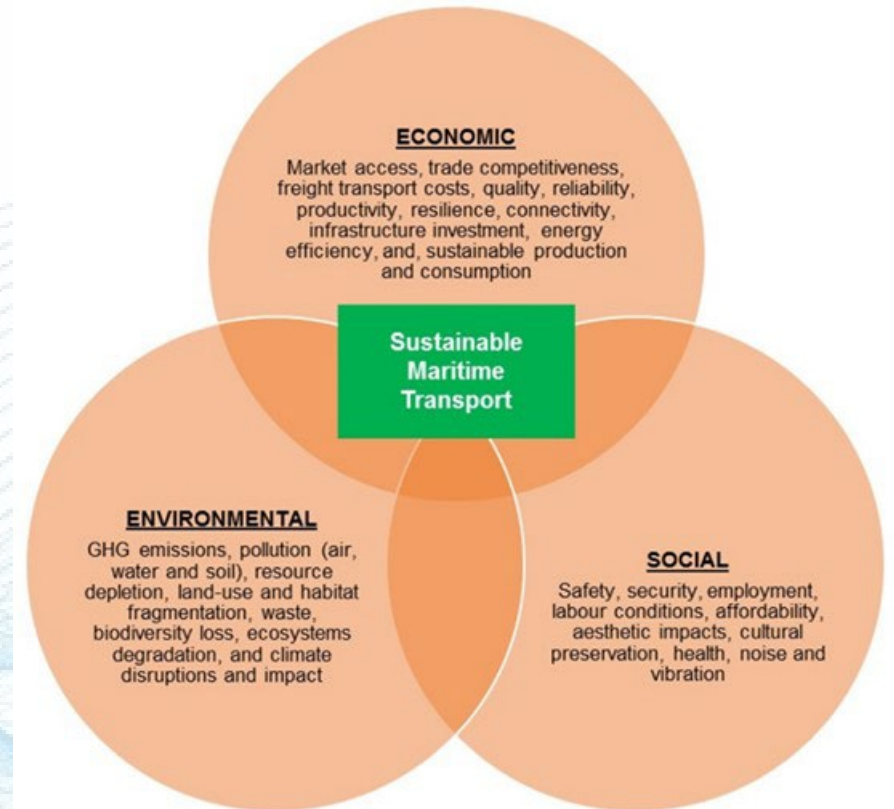 ECONOMIC
Market access, trade competitiveness,
freight transport costs, quality, reliability,
productivity, resilience, connectivity,
infrastructure investment, energy
efficiency, and, sustainable production
and consumption
Sustainable
Maritime
Transport
ENVIRONMENTAL
GHG emissions, pollution (air,
water and soil), resource
depletion, land-use and habitat
fragmentation, waste,
biodiversity loss, ecosystems
degradation, and climate
disruptions and impact
SOCIAL
Safety, security, employment,
labour conditions, affordability,
aesthetic impacts, cultural
preservation, health, noise and
vibration